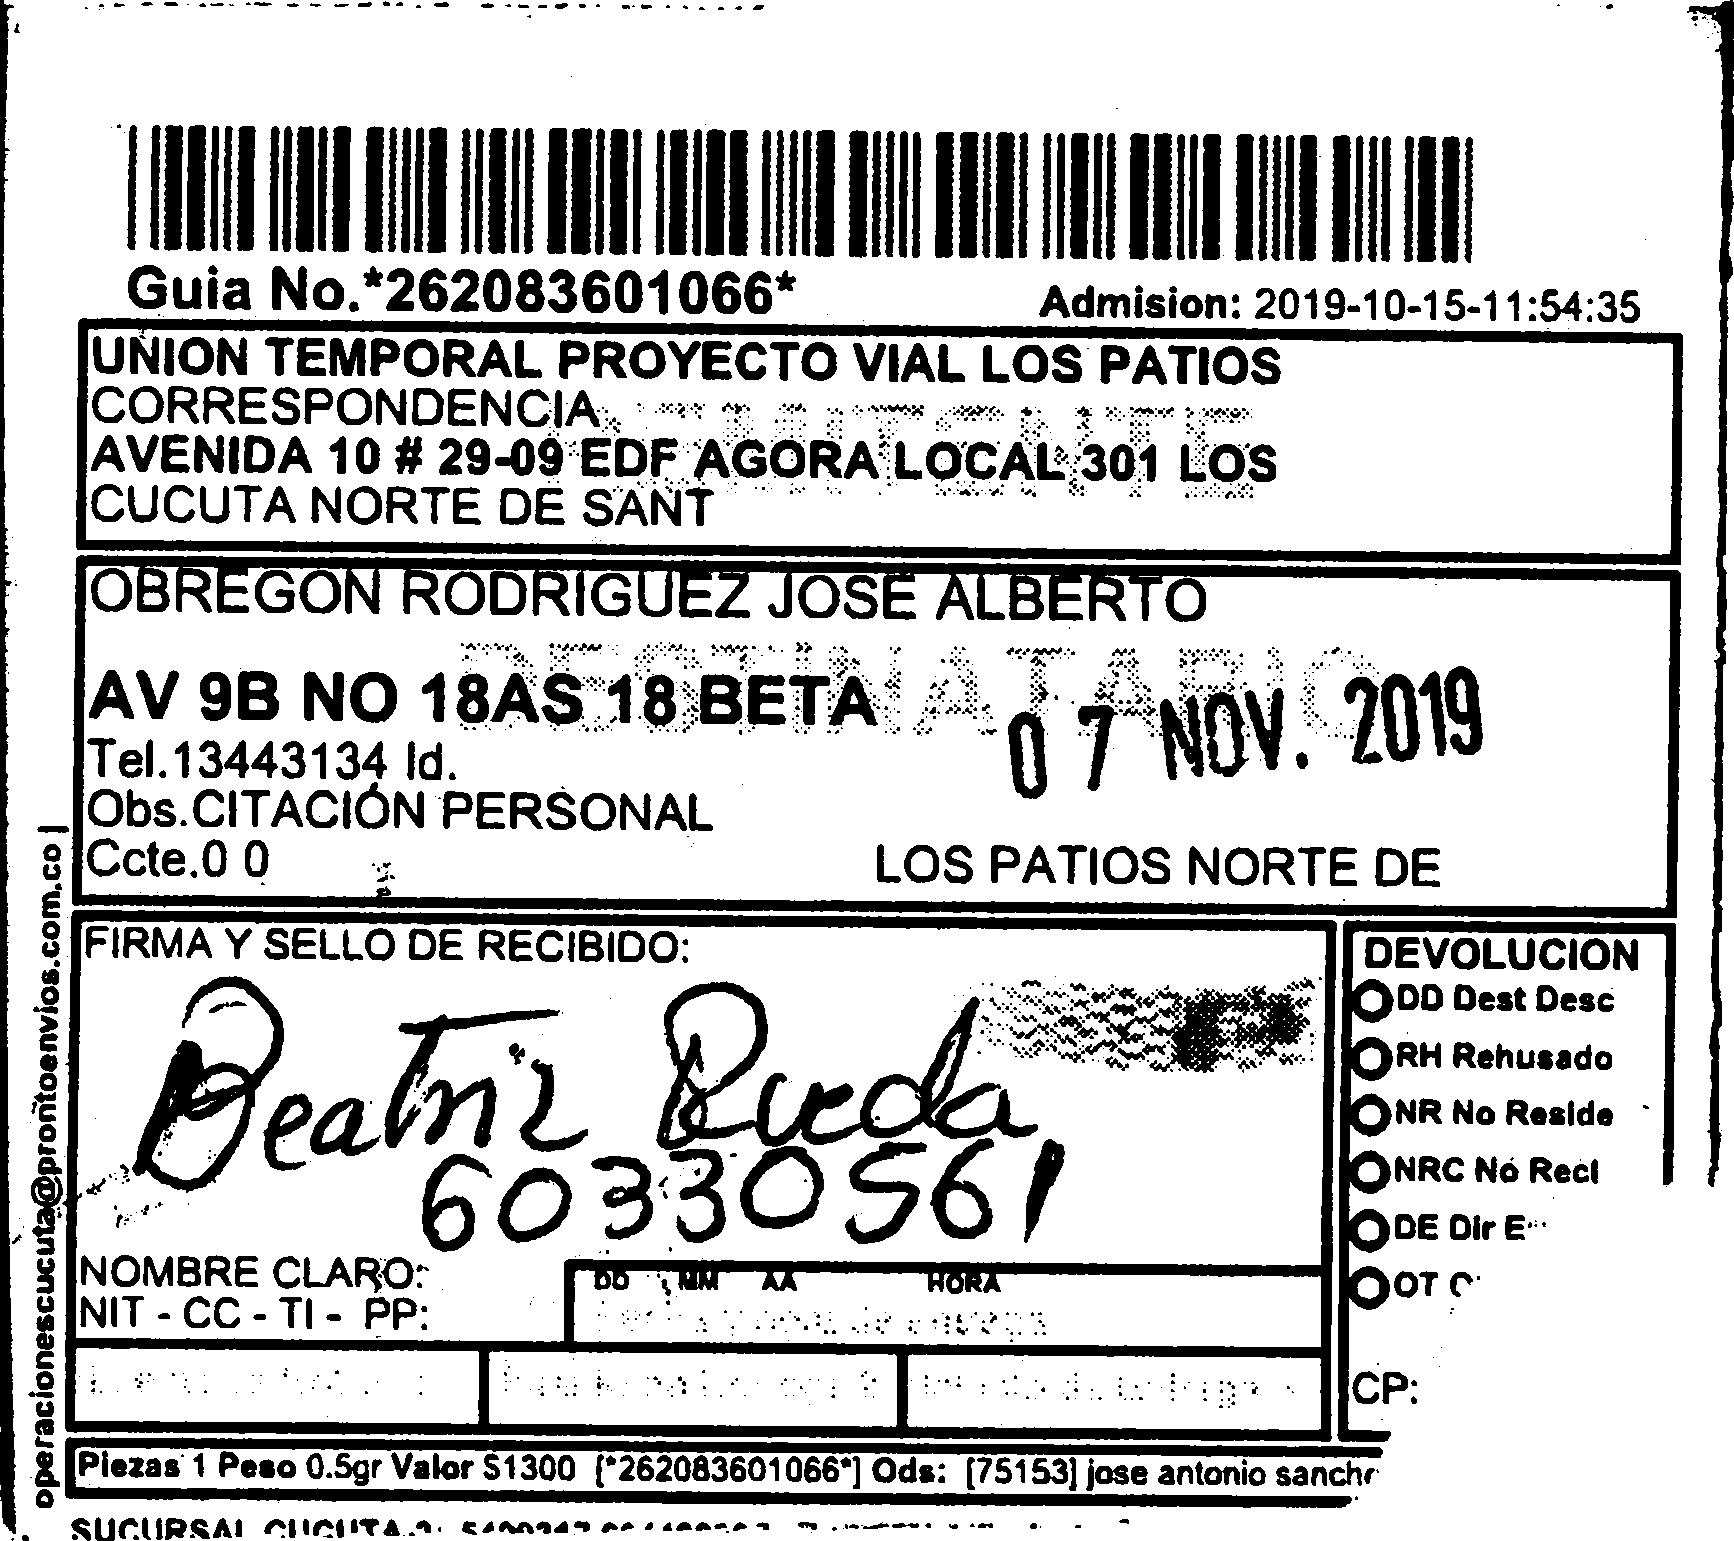 Guia No.*262083601066*
Admision: 2019-10-15-11:54:35
UNION TEMPORAL PROYECTO VIAL LOS PATIOS
CORRESPONDENCIA
REMITENTE
AVENIDA 10 # 29-09 EDF AGORA LOCAL 301 LOS
CUCUTA NORTE DE SANT
OBREGON RODRIGUEZ JOSE ALBERTO
DESTINATARIO
AV 9B NO 18AS 18 BETA
07 NOV. 2019
Tel.13443134 Id.
Obs.CITACIÓN PERSONAL
Ccte.0 0
LOS PATIOS NORTE DE
operacionescucuta@prontoenvios.com.co |
FIRMA Y SELLO DE RECIBIDO:
Beatriz Rueda
60330561
NOMBRE CLARO:
NIT - CC - TI - PP:
DD MM AA HORA
DEVOLUCION
DD Dest Desc
RH Rehusado
NR No Reside
NRC No Recl
DE Dir E
OT
CP:
Piezas 1 Peso 0.5gr Valor $1300 [*262083601066*] Ods: [75153] jose antonio sanch
SUCURSAL CUCUTA